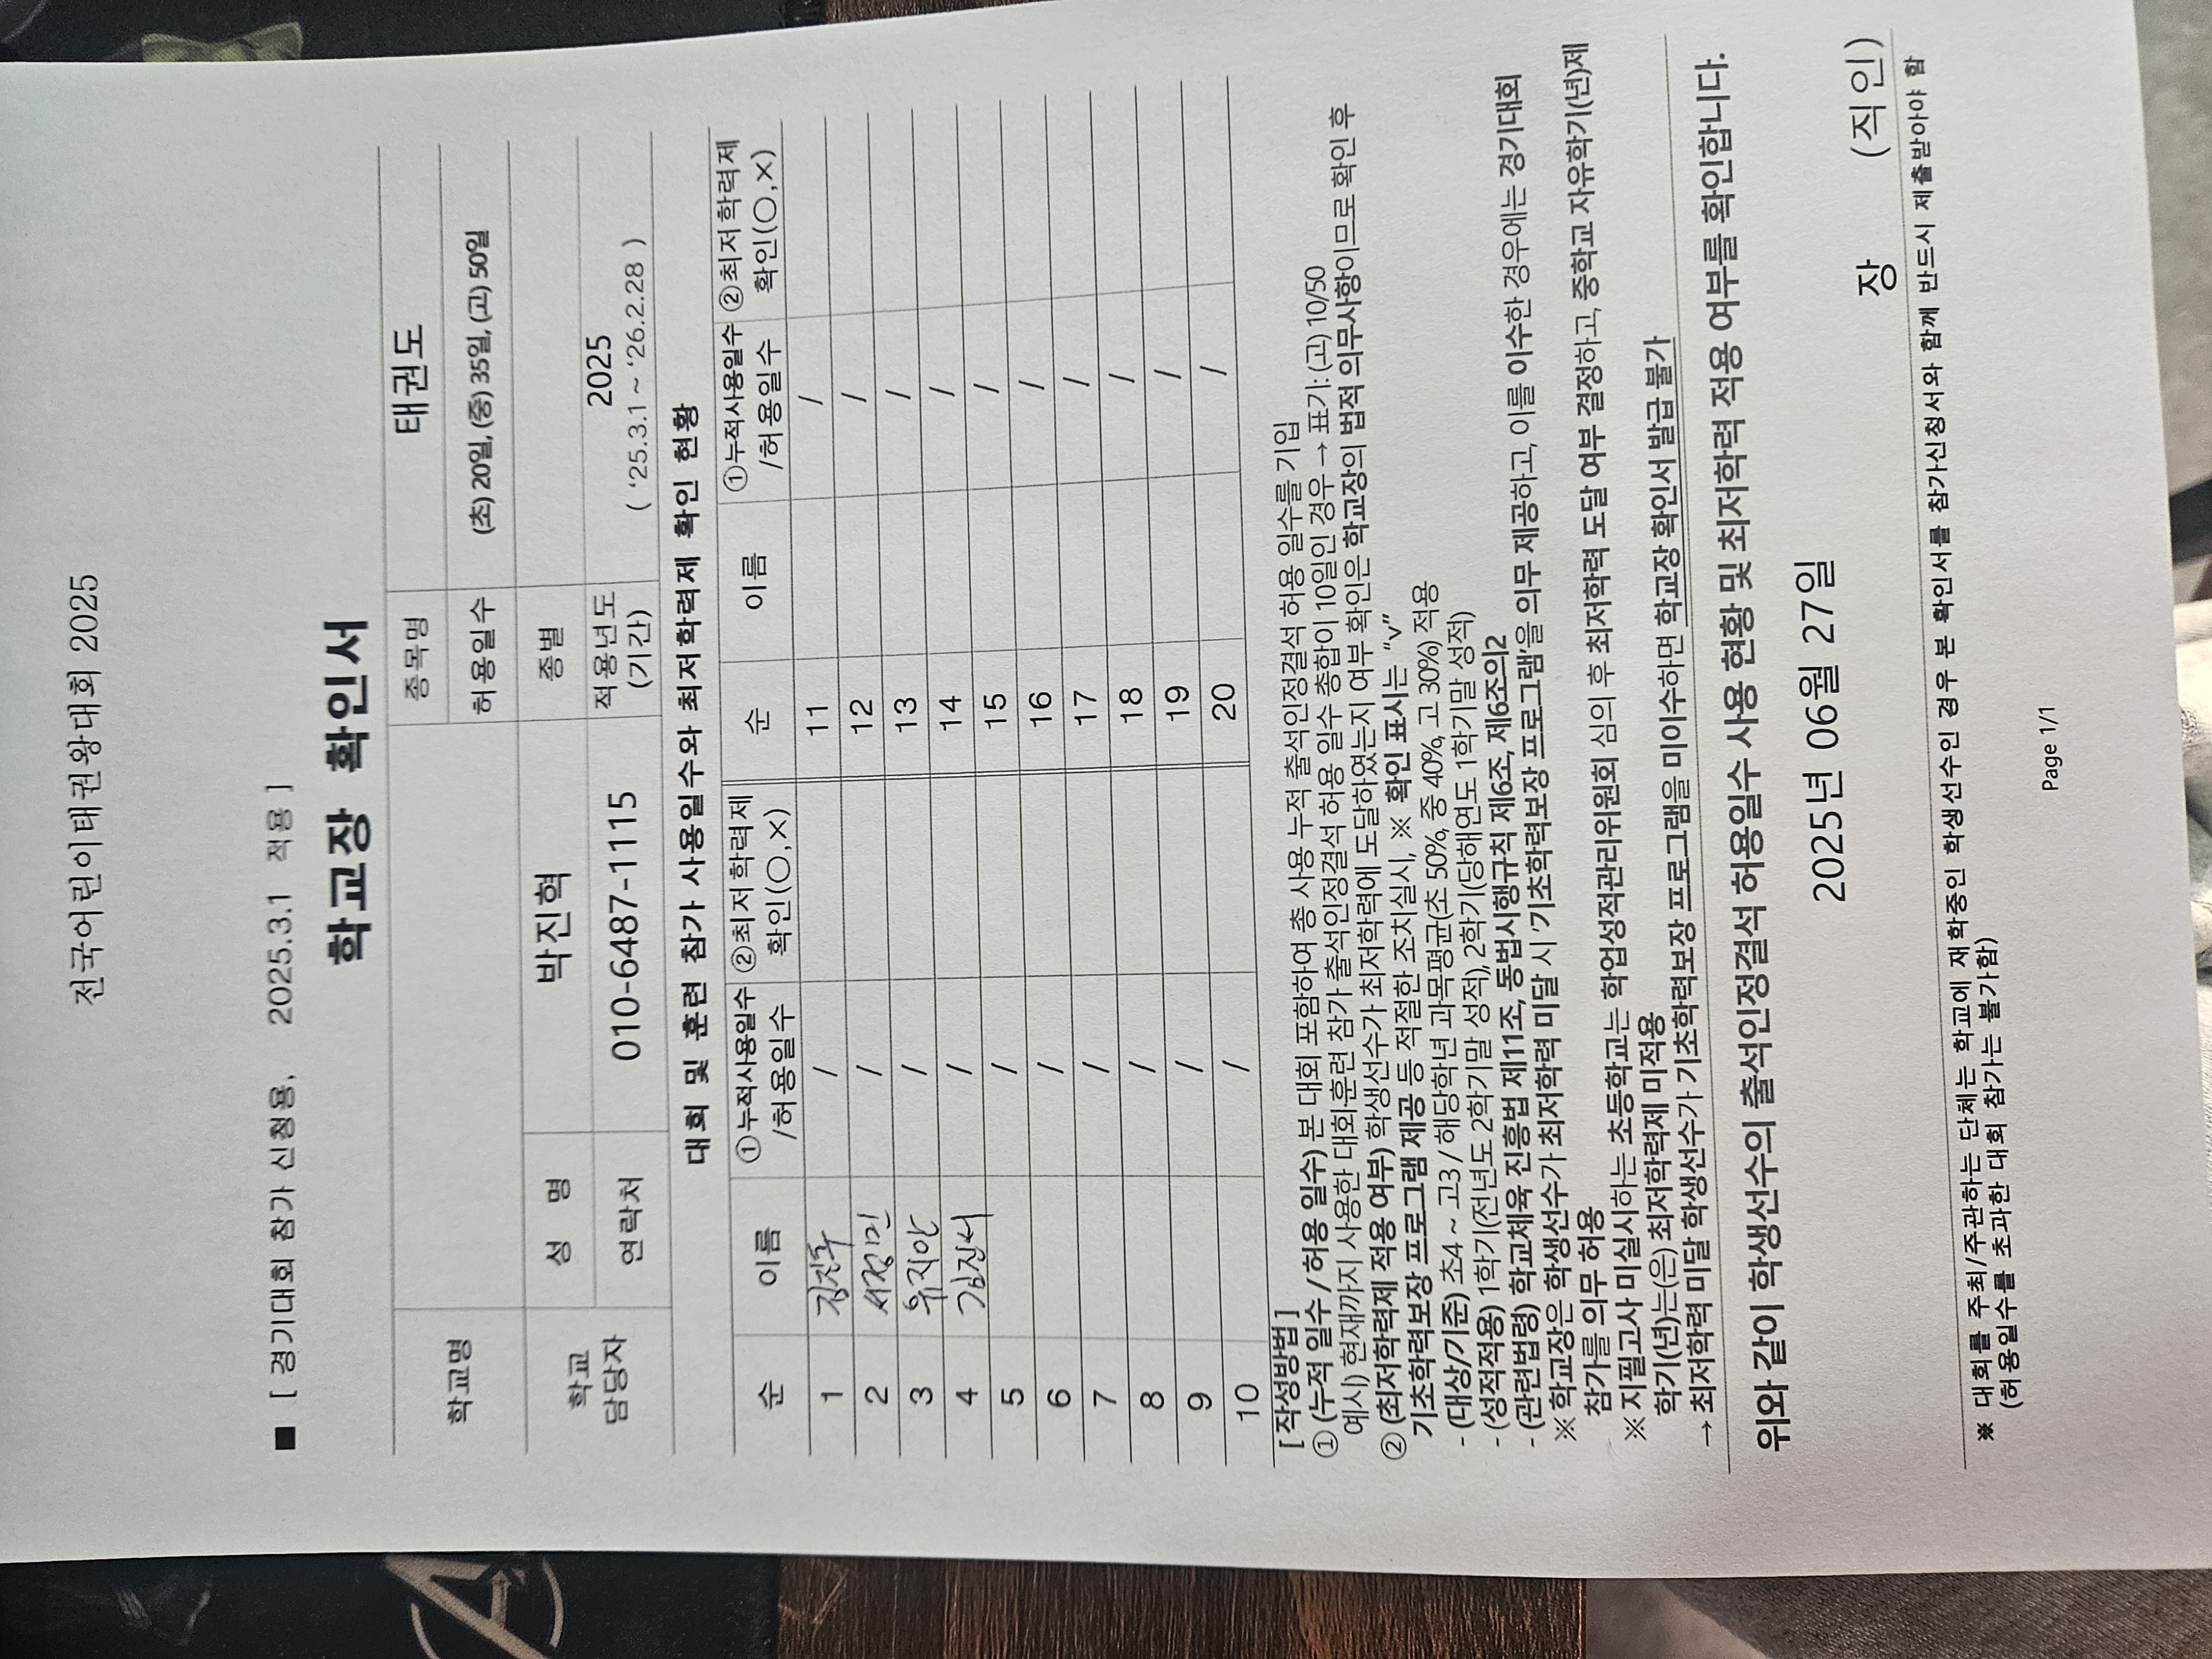 전국어린이태권왕대회 2025
■ [ 경기대회 참가 신청용, 2025.3.1 적용 ]
학교장 확인서
학교명 종목명 태권도
허용일수 (초) 20일, (중) 35일, (고) 50일
학교 담당자 성 명 박진혁 종별
연락처 010-6487-1115 적용년도 (기간) 2025 ( '25.3.1 ~ '26.2.28 )
대회 및 훈련 참가 사용일수와 최저학력제 확인 현황
순 이름 ①누적사용일수 /허용일수 ②최저학력제 확인(○,×) 순 이름 ①누적사용일수 /허용일수 ②최저학력제 확인(○,×)
1 / 11 /
2 서정민 / 12 /
3 유지안 / 13 /
4 김진서 / 14 /
5 / 15 /
6 / 16 /
7 / 17 /
8 / 18 /
9 / 19 /
10 / 20 /
[ 작성방법 ]
① (누적 일수 / 허용 일수) 본 대회 포함하여 총 사용 누적 출석인정결석 허용 일수를 기입
예시) 현재까지 사용한 대회훈련 참가 출석인정결석 허용 일수 총합이 10일인 경우 → 표기: (고) 10/50
② (최저학력제 적용 여부) 학생선수가 최저학력에 도달하였는지 여부 확인은 학교장의 법적 의무사항이므로 확인 후
기초학력보장 프로그램 제공 등 적절한 조치실시, ※ 확인 표시는 "v"
- (대상/기준) 초4 ~ 고3 / 해당학년 과목평균(초 50%, 중 40%, 고 30%) 적용
- (성적적용) 1학기(전년도 2학기말 성적), 2학기(당해연도 1학기말 성적)
- (관련법령) 학교체육 진흥법 제11조, 동법시행규칙 제6조, 제6조의2
※ 학교장은 학생선수가 최저학력 미달 시 '기초학력보장 프로그램'을 의무 제공하고, 이를 이수한 경우에는 경기대회
참가를 의무 허용
※ 지필고사 미실시하는 초등학교는 학업성적관리위원회 심의 후 최저학력 도달 여부 결정하고, 중학교 자유학기(년)제
학기(년)는(은) 최저학력제 미적용
→ 최저학력 미달 학생선수가 기초학력보장 프로그램을 미이수하면 학교장 확인서 발급 불가
위와 같이 학생선수의 출석인정결석 허용일수 사용 현황 및 최저학력 적용 여부를 확인합니다.
2025년 06월 27일
장 (직인)
※ 대회를 주최/주관하는 단체는 학교에 재학중인 학생선수인 경우 본 확인서를 참가신청서와 함께 반드시 제출받아야 함
(허용일수를 초과한 대회 참가는 불가함)
Page 1/1